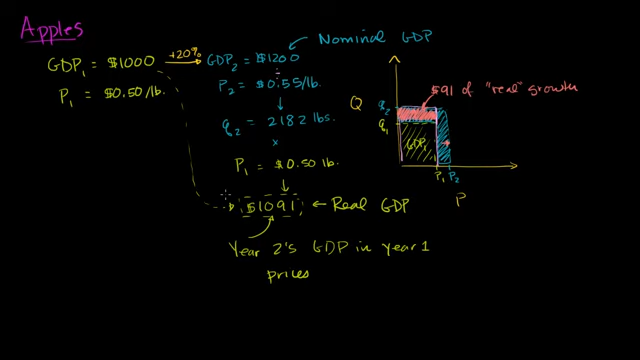 Apples
GDP₁ = $1000
+20%
GDP₂ = $1200
Nominal GDP
P₁ = $0.50/lb.
÷
P₂ = $0.55/lb.
q₂ = 2182 lbs.
×
P₁ = $0.50 lb.
$1091 ← Real GDP
Year 2's GDP in year 1
prices
$91 of "real" growth
Q
q₂
q₁
GDP₁
P₁ P₂
P